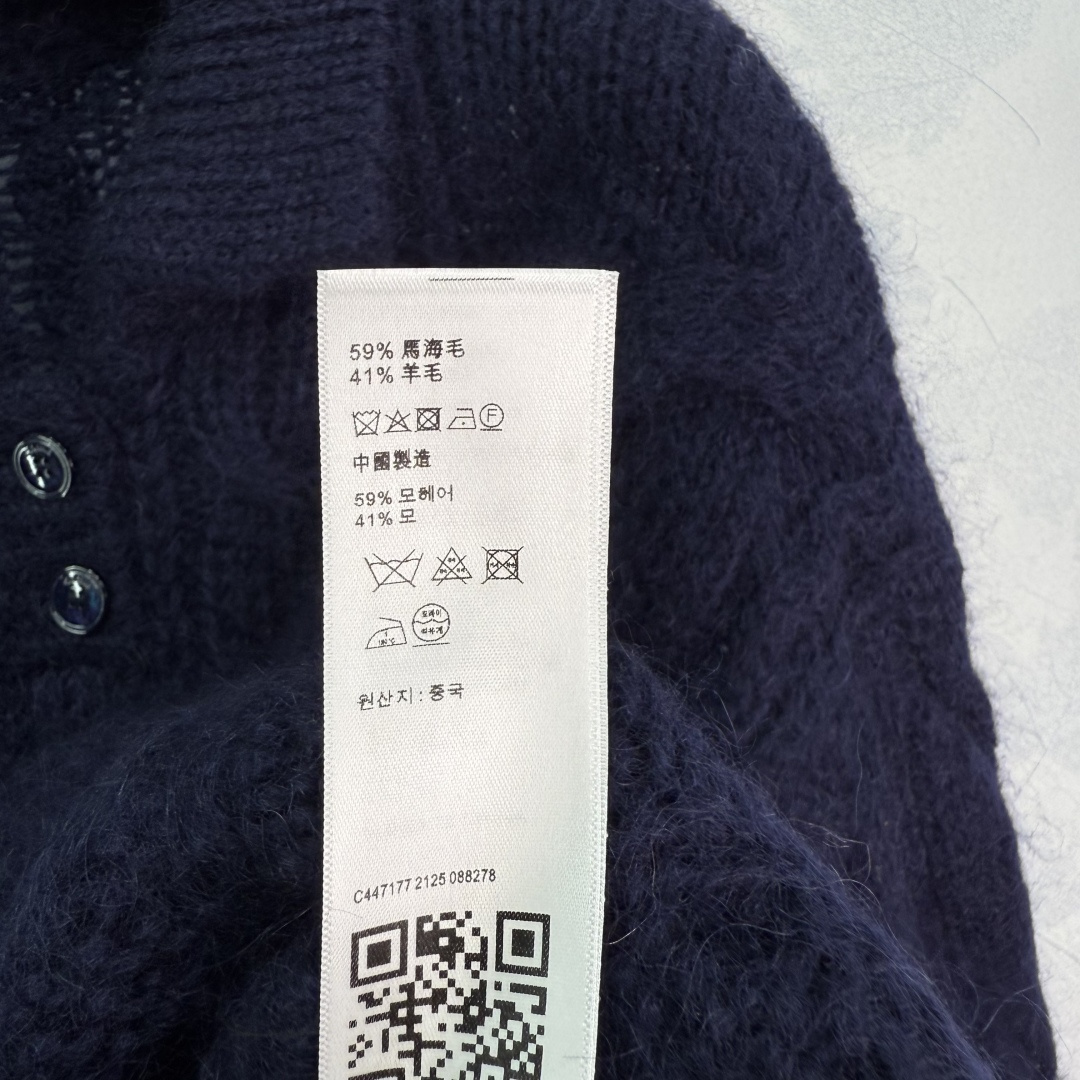 59% 馬海毛
41% 羊毛
F
中國製造
59% 모헤어
41% 모
원산지 : 중국
C447177 2125 088278